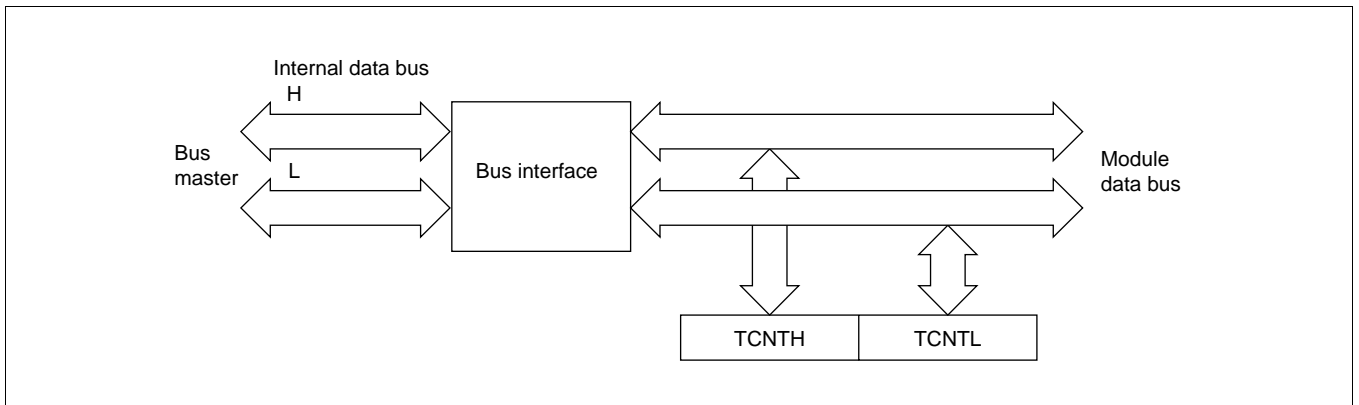 Internal data bus
H
Bus
master
L
Bus interface
Module
data bus
TCNTH
TCNTL